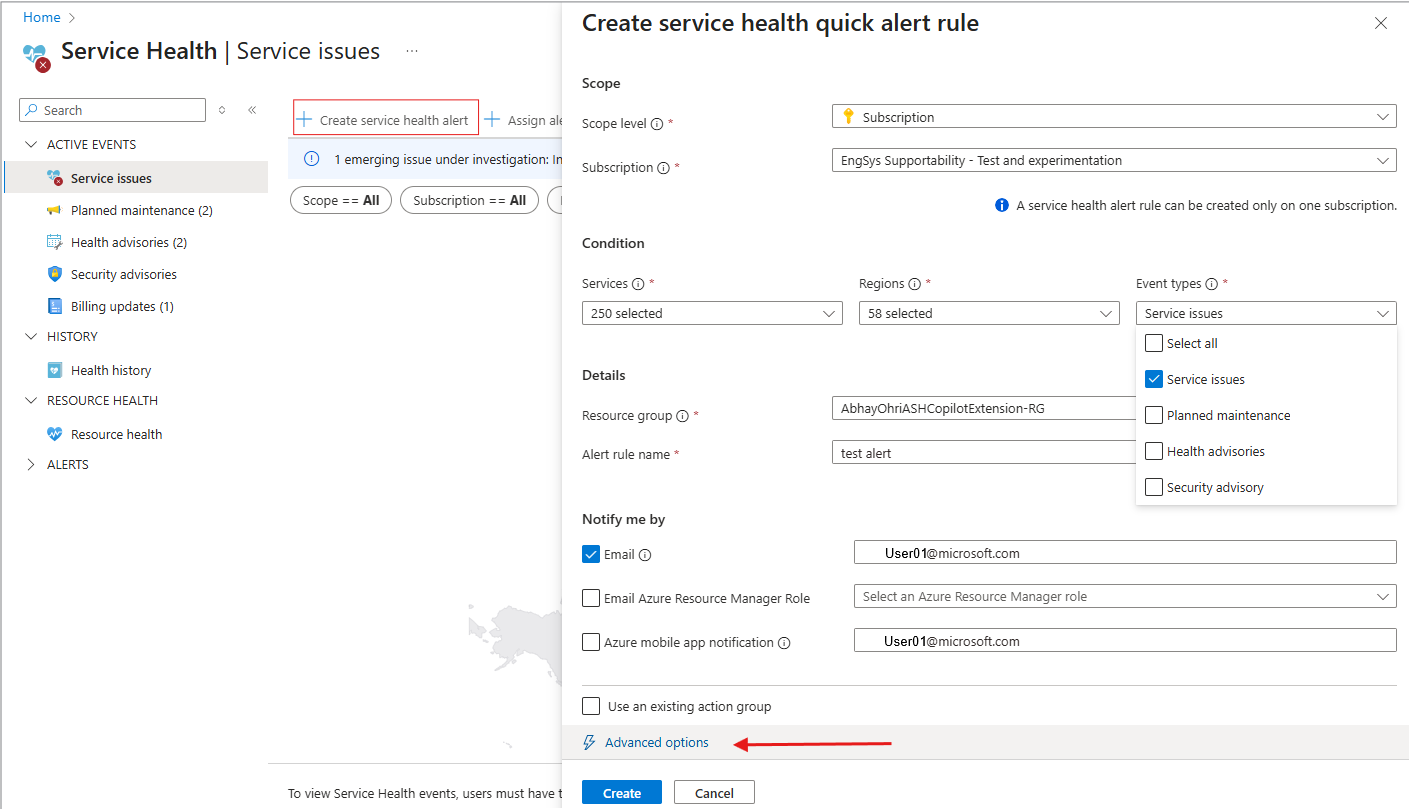 Home
Service Health | Service issues ...
Search
ACTIVE EVENTS
Service issues
Planned maintenance (2)
Health advisories (2)
Security advisories
Billing updates (1)
HISTORY
Health history
RESOURCE HEALTH
Resource health
ALERTS
Create service health alert
Assign ale
1 emerging issue under investigation: In
Scope == All
Subscription == All
To view Service Health events, users must have t
Create service health quick alert rule
Scope
Scope level *
Subscription
Subscription *
EngSys Supportability - Test and experimentation
A service health alert rule can be created only on one subscription.
Condition
Services *
250 selected
Regions *
58 selected
Event types *
Service issues
Select all
Service issues
Planned maintenance
Health advisories
Security advisory
Details
Resource group *
AbhayOhriASHCopilotExtension-RG
Alert rule name *
test alert
Notify me by
Email
User01@microsoft.com
Email Azure Resource Manager Role
Select an Azure Resource Manager role
Azure mobile app notification
User01@microsoft.com
Use an existing action group
Advanced options
Create
Cancel